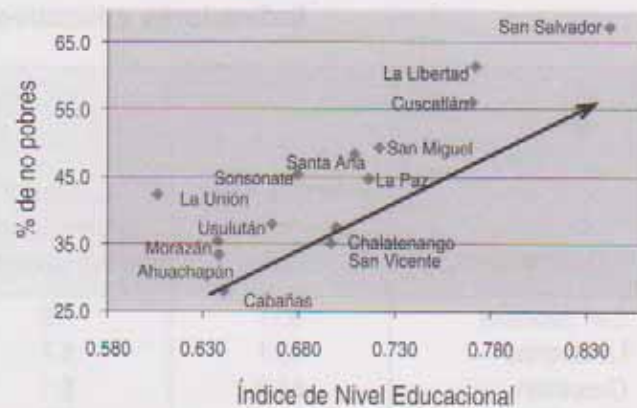 San Salvador
65.0
La Libertad
Cuscatlán
55.0
San Miguel
Santa Ana
45.0
Sonsonate
La Paz
La Unión
Usulután
35.0
Morazán
Chalatenango
San Vicente
Ahuachapán
Cabañas
25.0
0.580 0.630 0.680 0.730 0.780 0.830
% de no pobres
Índice de Nivel Educacional